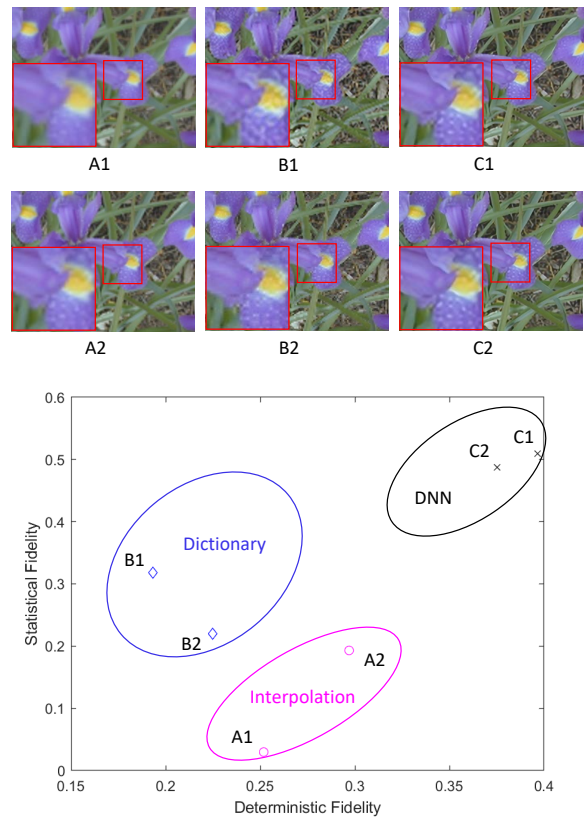 A1 B1 C1
A2 B2 C2
0.6
C1
C2
0.5
DNN
0.4
Dictionary
B1
0.3
B2
0.2
A2
Interpolation
0.1
A1
0
0.15 0.2 0.25 0.3 0.35 0.4
Deterministic Fidelity
Statistical Fidelity